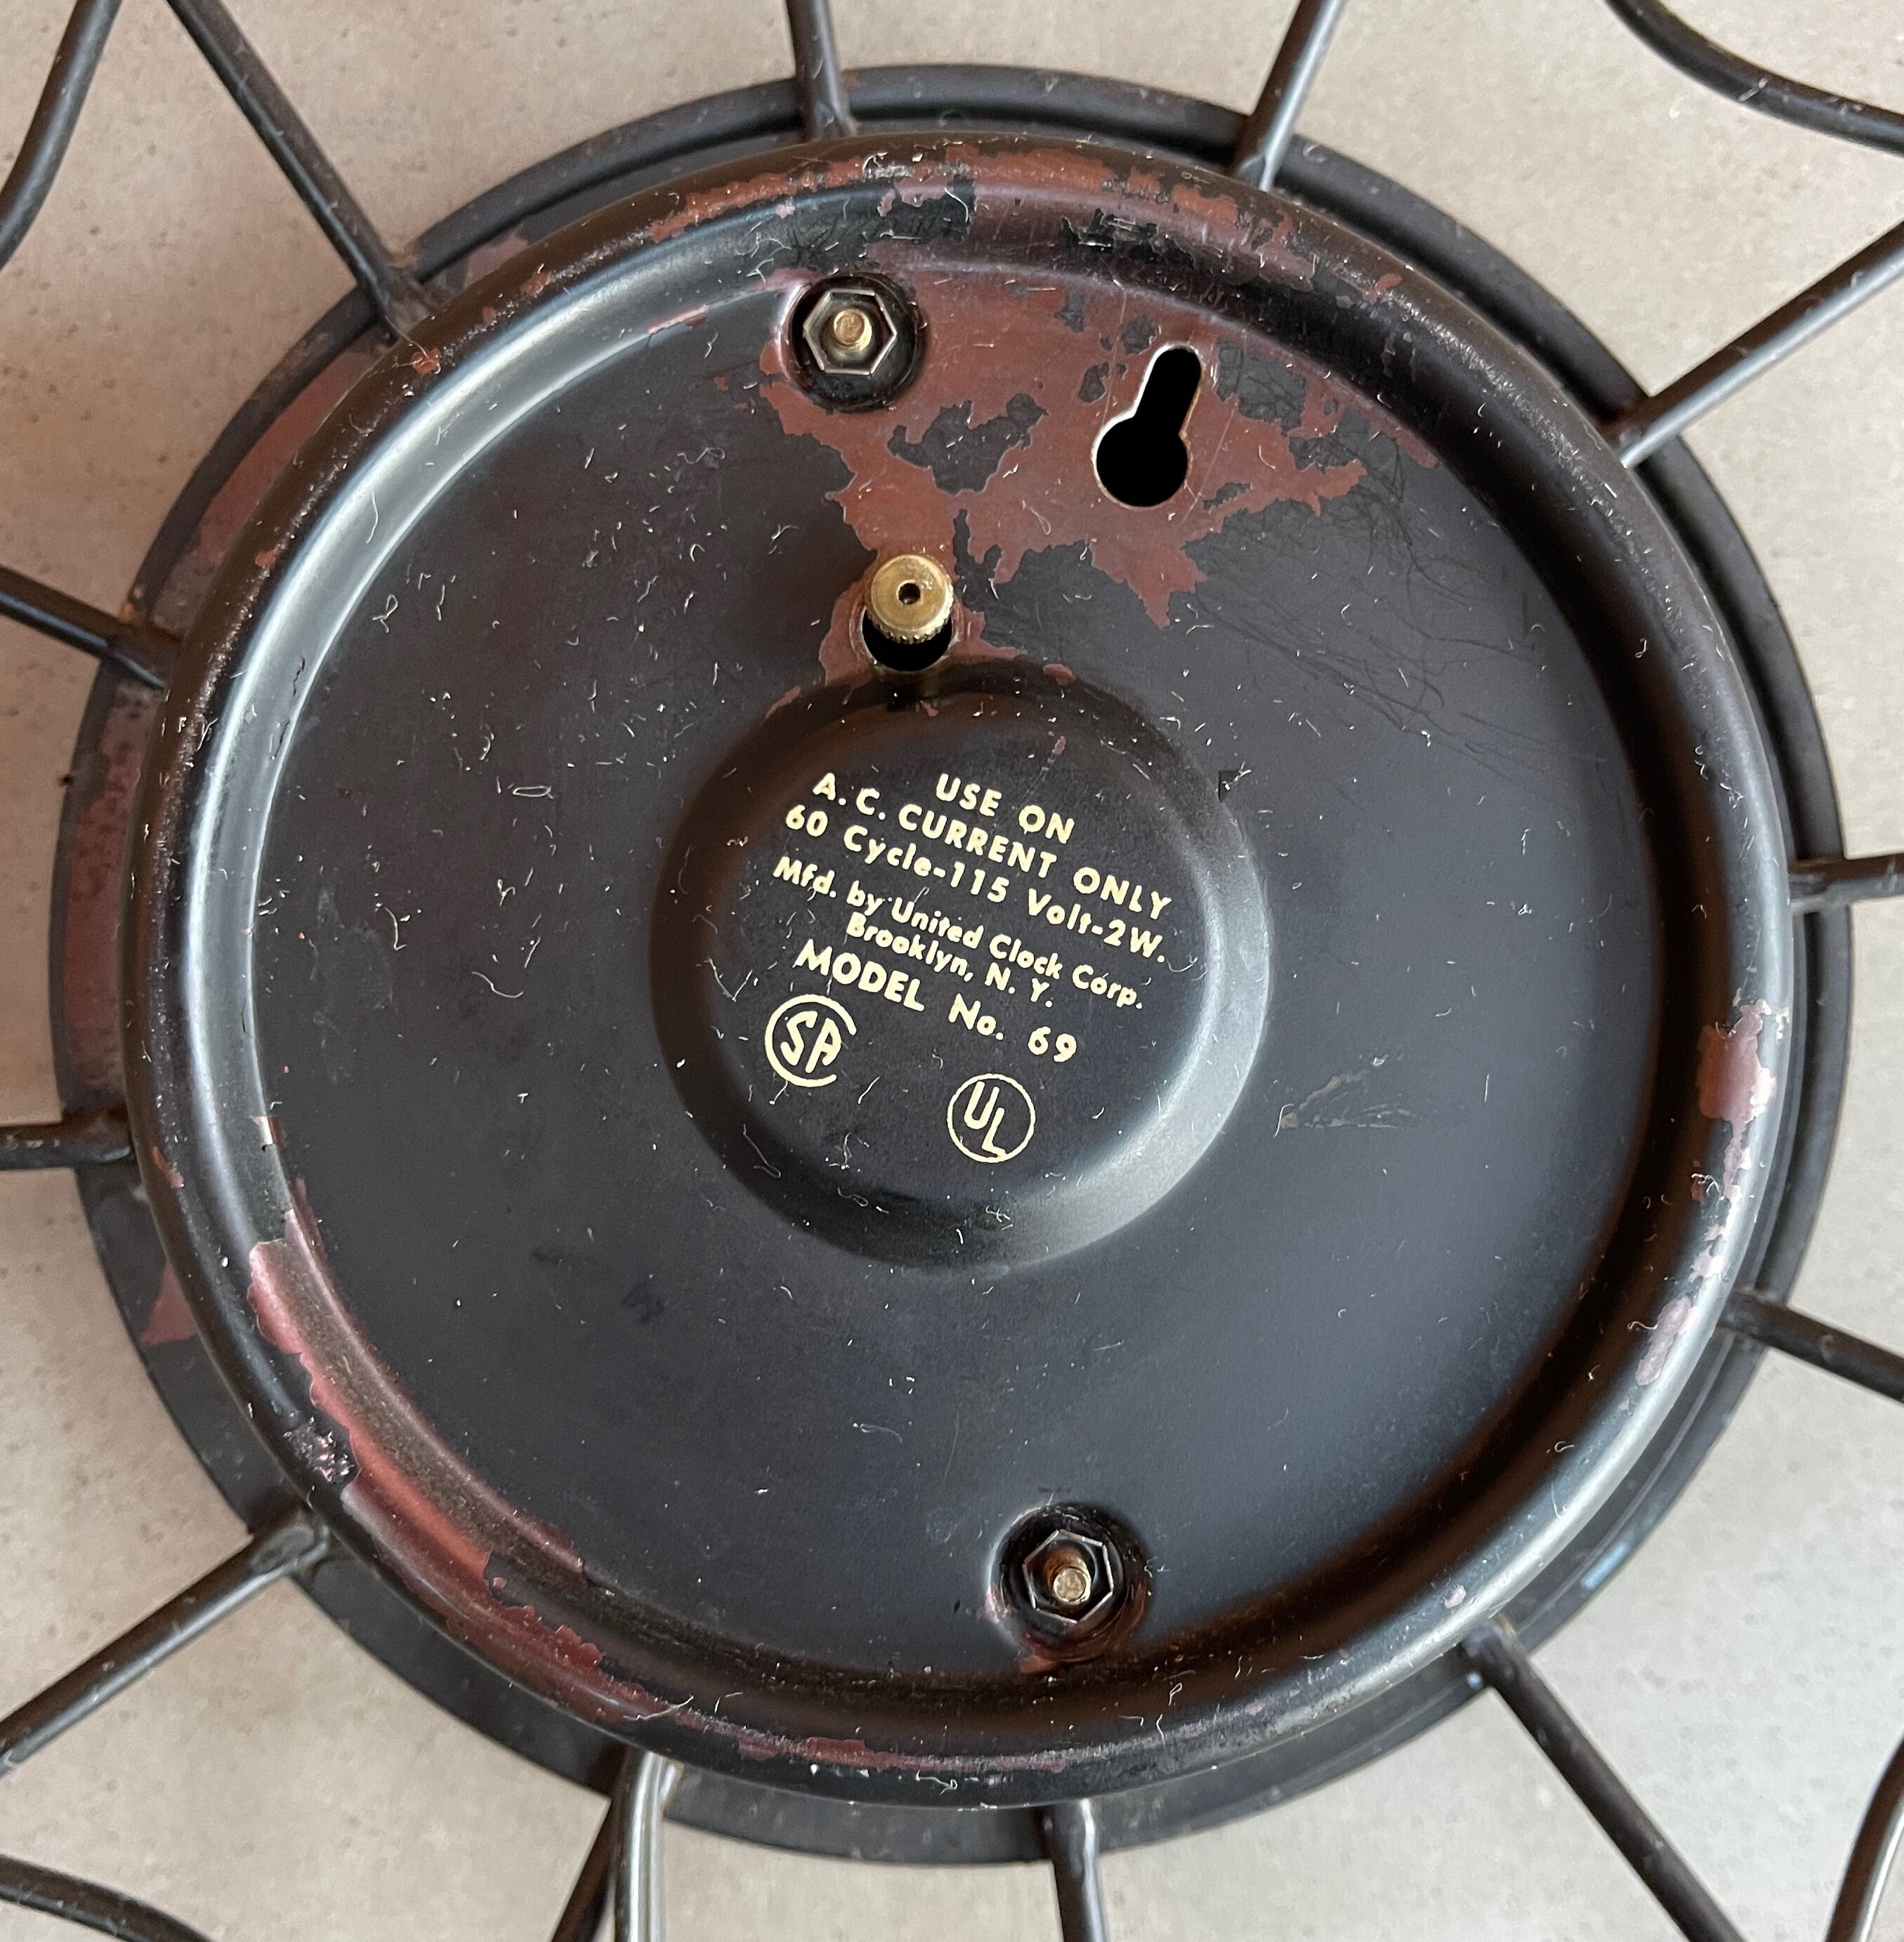 USE ON
A.C. CURRENT ONLY
60 Cycle-115 Volt-2W.
Mfd. by United Clock Corp.
Brooklyn, N. Y.
MODEL No. 69
SA
UL